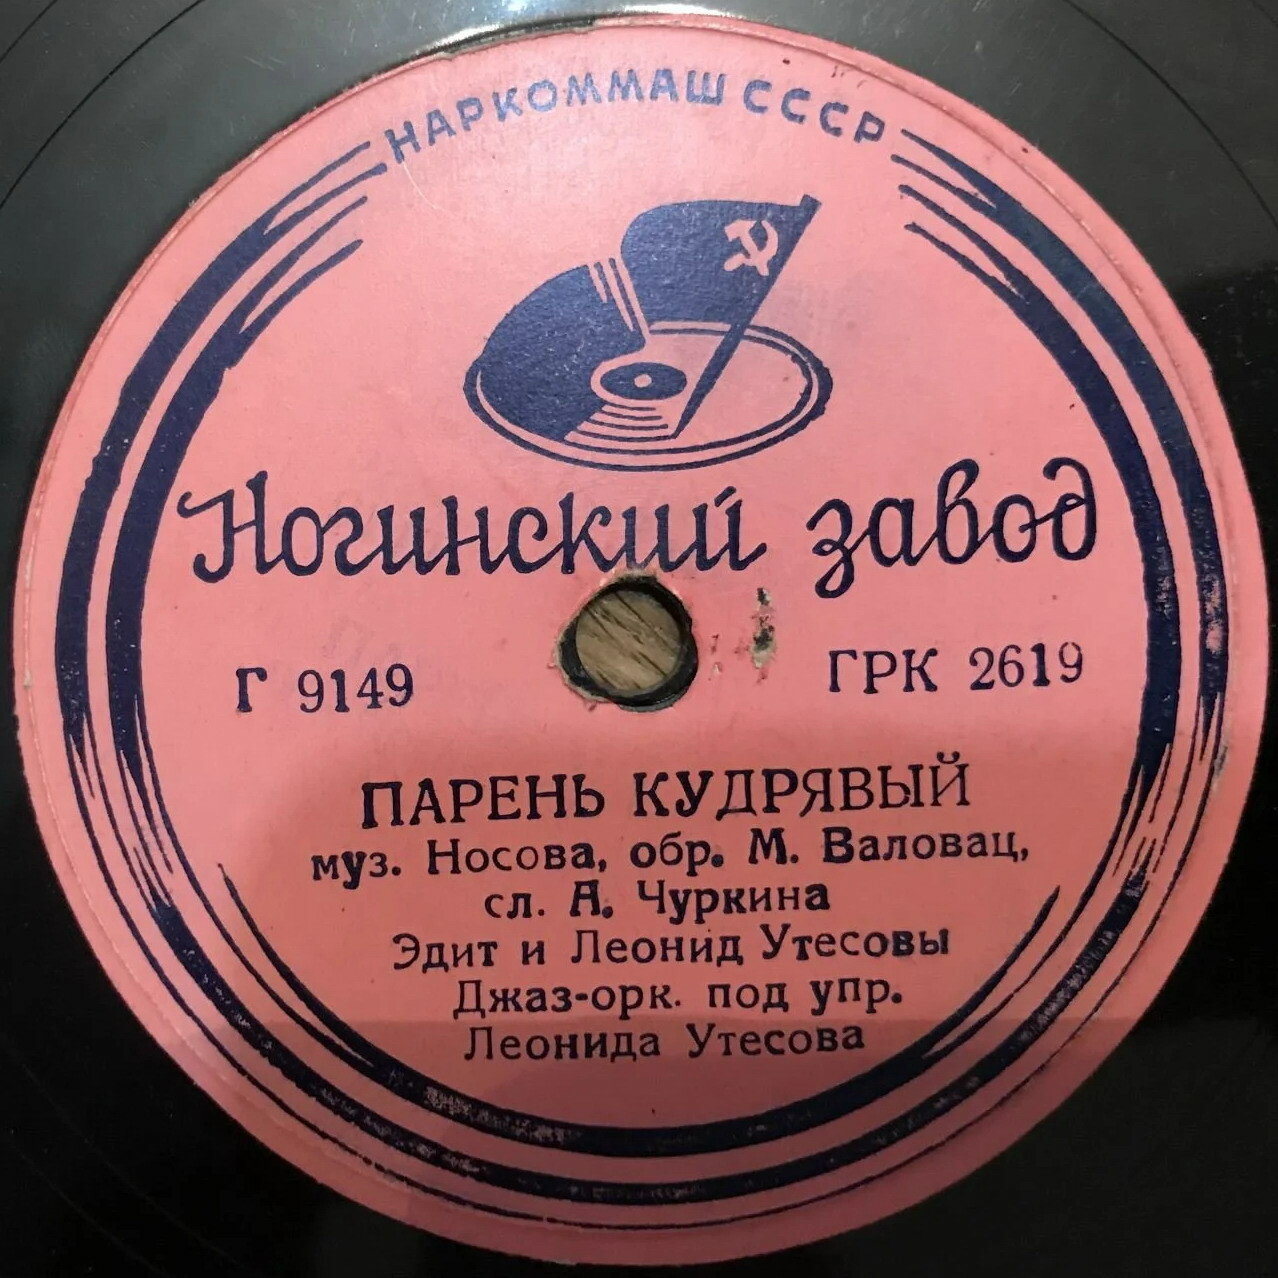 НАРКОММАШ СССР
Ногинский завод
Г 9149 ГРК 2619
ПАРЕНЬ КУДРЯВЫЙ
муз. Носова, обр. М. Валовац,
сл. А. Чуркина
Эдит и Леонид Утесовы
Джаз-орк. под упр.
Леонида Утесова